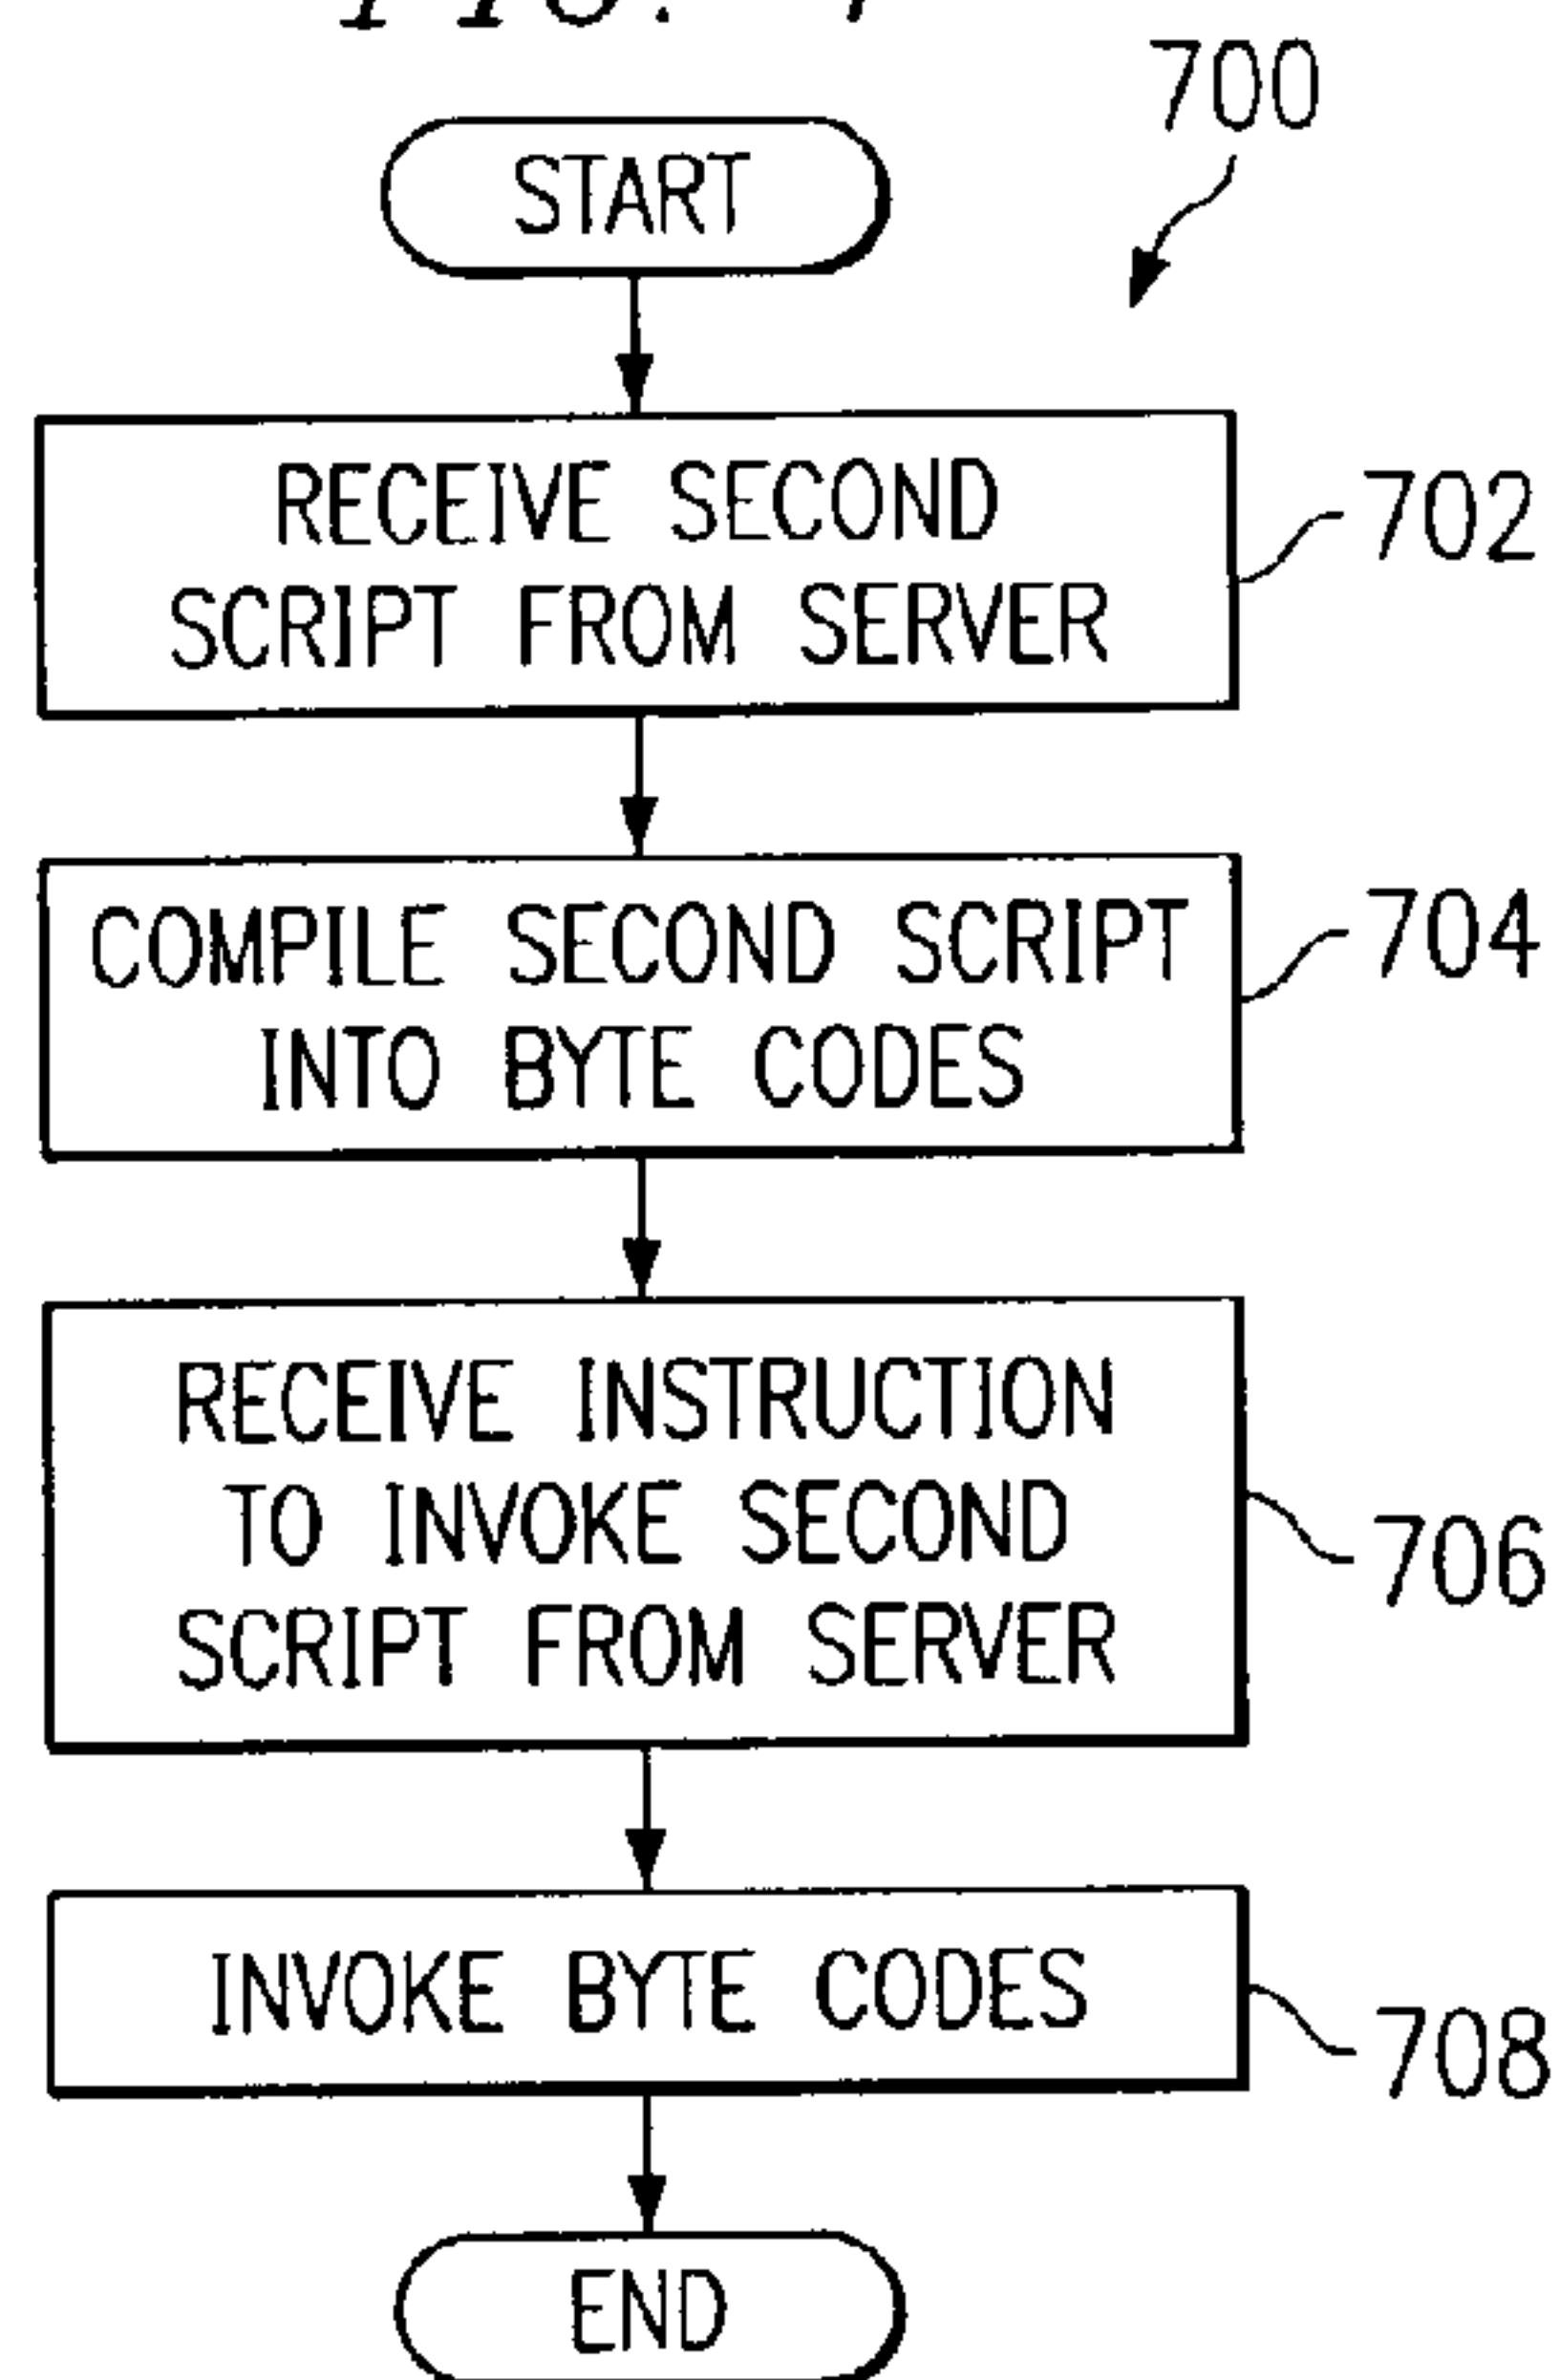 700
START
RECEIVE SECOND
SCRIPT FROM SERVER
702
COMPILE SECOND SCRIPT
INTO BYTE CODES
704
RECEIVE INSTRUCTION
TO INVOKE SECOND
SCRIPT FROM SERVER
706
INVOKE BYTE CODES
708
END